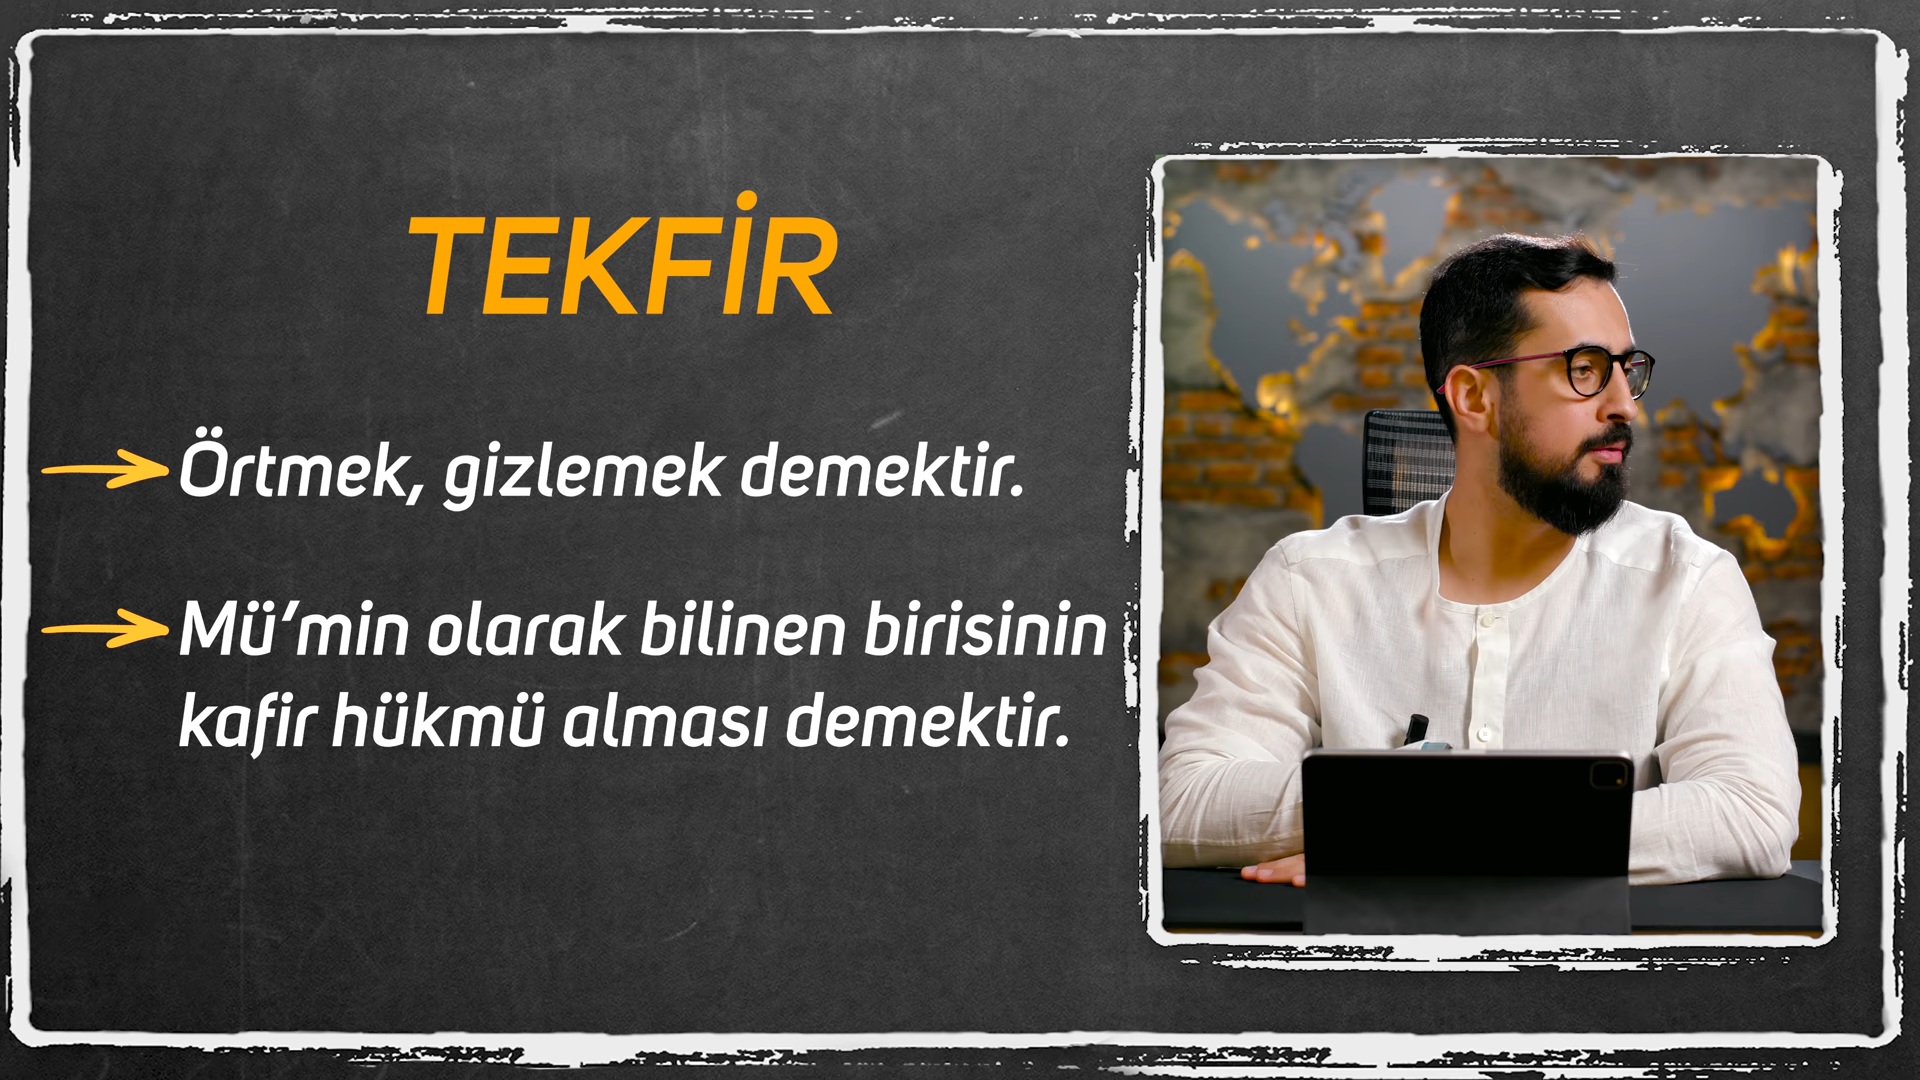 TEKFİR
Örtmek, gizlemek demektir.
Mü’min olarak bilinen birisinin
kafir hükmü alması demektir.